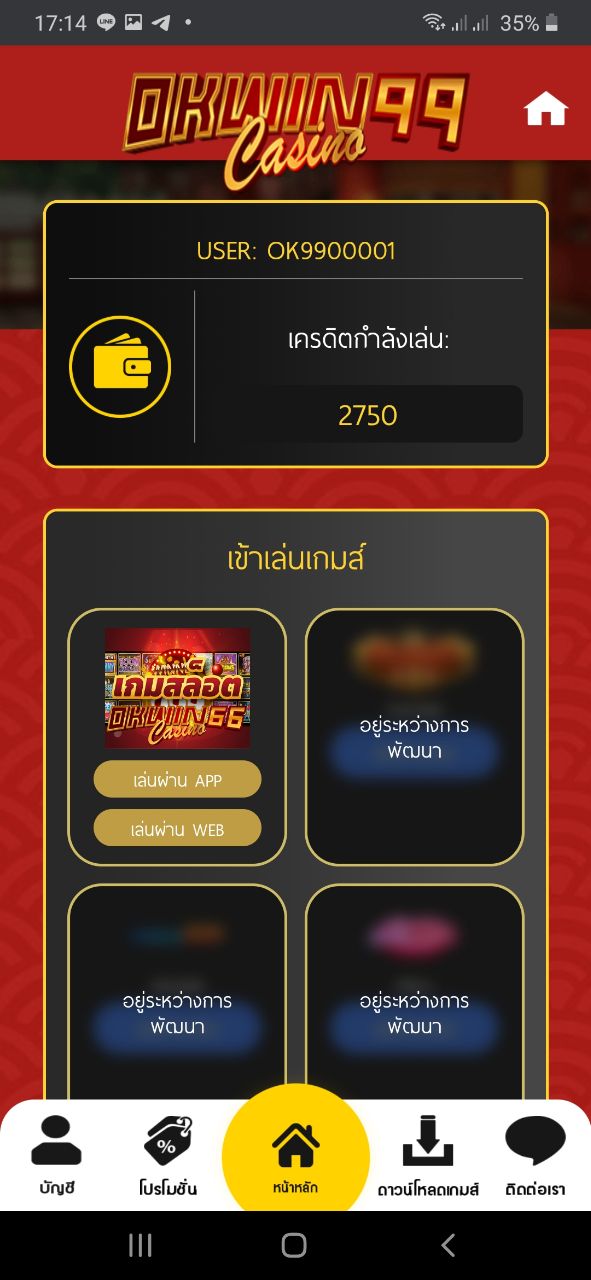 17:14
35%
OKWIN99
Casino
USER: OK9900001
เครดิตกำลังเล่น:
2750
เข้าเล่นเกมส์
เกมสล็อต
OKWIN66
Casino
อยู่ระหว่างการ
พัฒนา
เล่นผ่าน APP
เล่นผ่าน WEB
อยู่ระหว่างการ
พัฒนา
อยู่ระหว่างการ
พัฒนา
บัญชี
โปรโมชั่น
หน้าหลัก
ดาวน์โหลดเกมส์
ติดต่อเรา